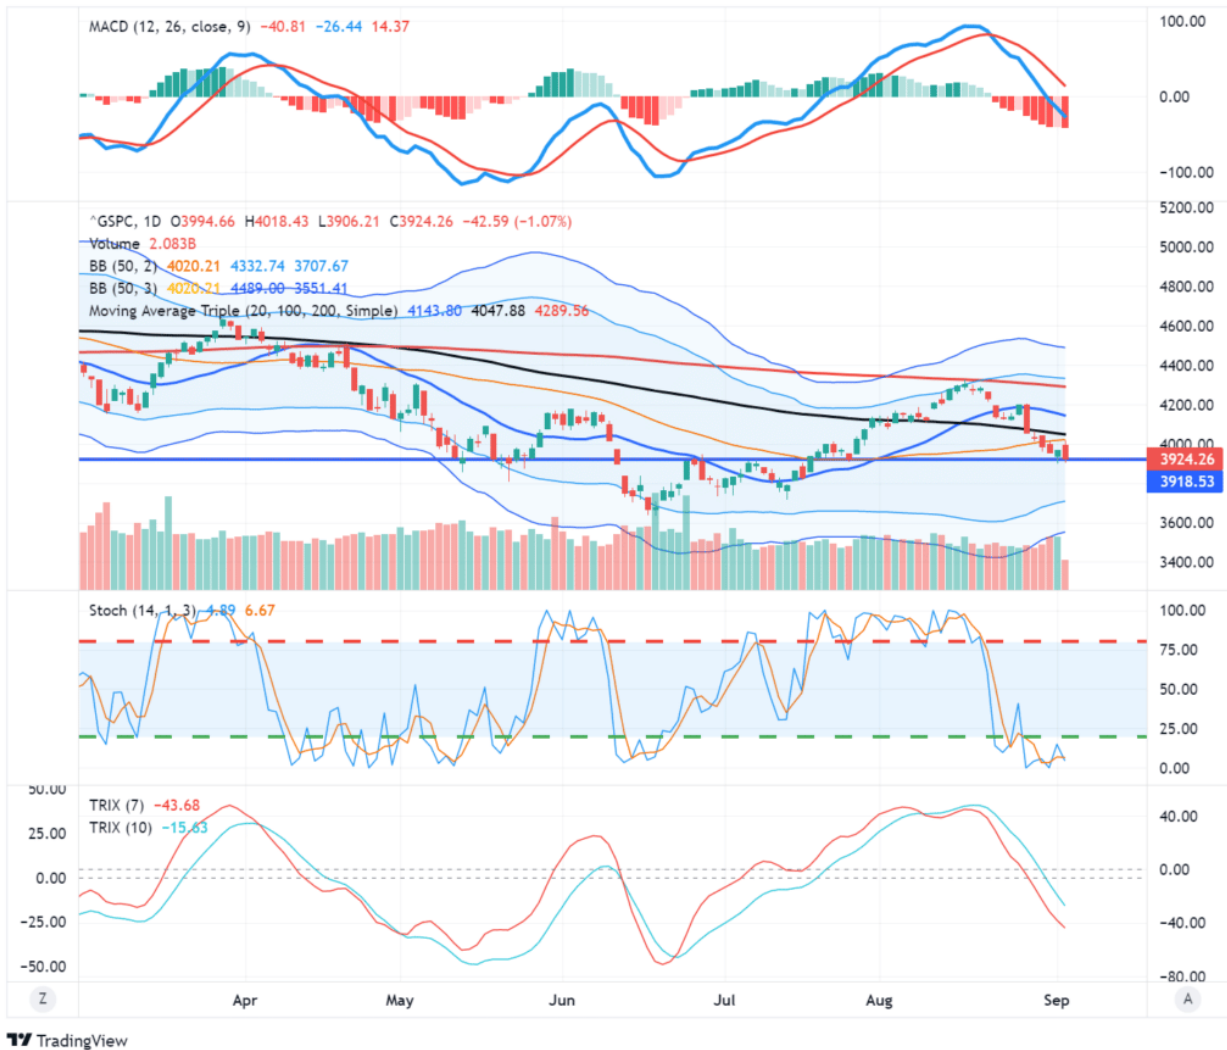 MACD (12, 26, close, 9) −40.81 −26.44 14.37
100.00
0.00
−100.00
^GSPC, 1D O3994.66 H4018.43 L3906.21 C3924.26 −42.59 (−1.07%)
Volume 2.083B
BB (50, 2) 4020.21 4332.74 3707.67
BB (50, 3) 4020.21 4489.00 3551.41
Moving Average Triple (20, 100, 200, Simple) 4143.80 4047.88 4289.56
5200.00
5000.00
4800.00
4600.00
4400.00
4200.00
4000.00
3924.26
3918.53
3600.00
3400.00
Stoch (14, 1, 3) 4.89 6.67
100.00
75.00
50.00
25.00
0.00
50.00
TRIX (7) −43.68
TRIX (10) −15.63
25.00
0.00
−25.00
−50.00
40.00
0.00
−40.00
−80.00
Z Apr May Jun Jul Aug Sep A
TradingView